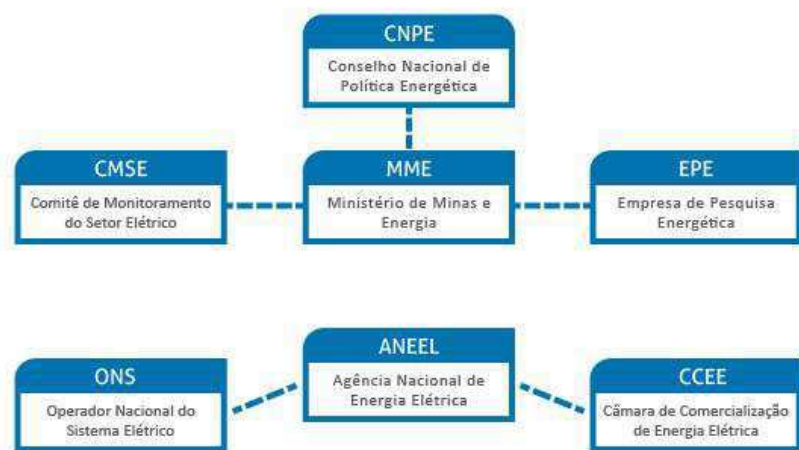 CNPE
Conselho Nacional de
Política Energética
CMSE
Comitê de Monitoramento
do Setor Elétrico
MME
Ministério de Minas e
Energia
EPE
Empresa de Pesquisa
Energética
ONS
Operador Nacional do
Sistema Elétrico
ANEEL
Agência Nacional de
Energia Elétrica
CCEE
Câmara de Comercialização
de Energia Elétrica